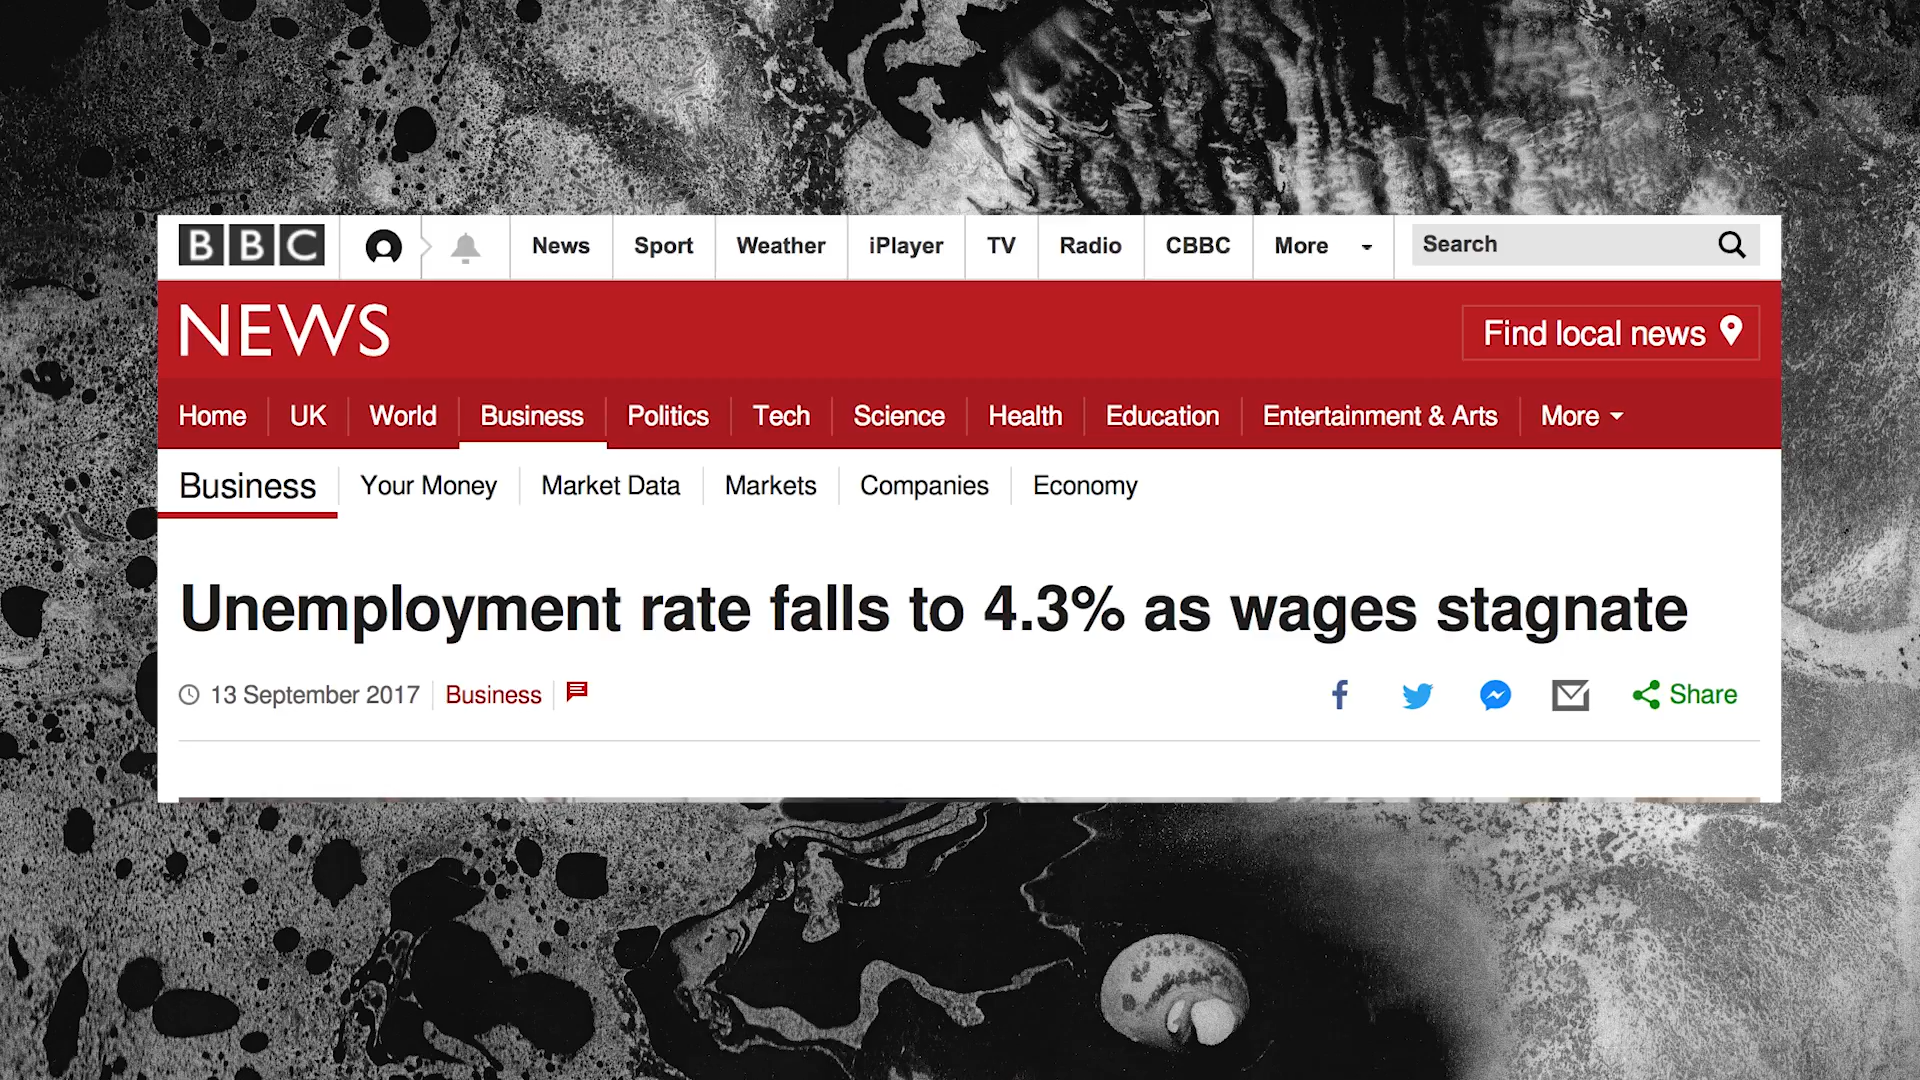 BBC News Sport Weather iPlayer TV Radio CBBC More Search
NEWS Find local news
Home UK World Business Politics Tech Science Health Education Entertainment & Arts More
Business Your Money Market Data Markets Companies Economy
Unemployment rate falls to 4.3% as wages stagnate
13 September 2017 Business Share